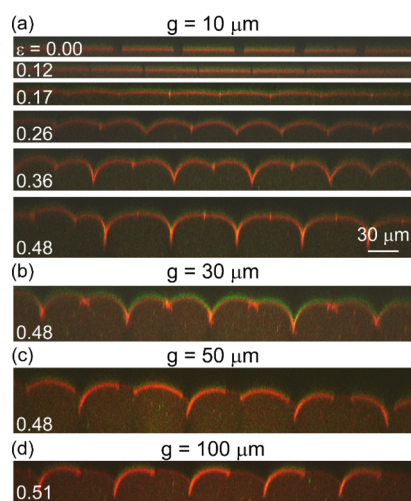 (a) g = 10 μm
ε = 0.00
0.12
0.17
0.26
0.36
0.48
30 μm
(b) g = 30 μm
0.48
(c) g = 50 μm
0.48
(d) g = 100 μm
0.51